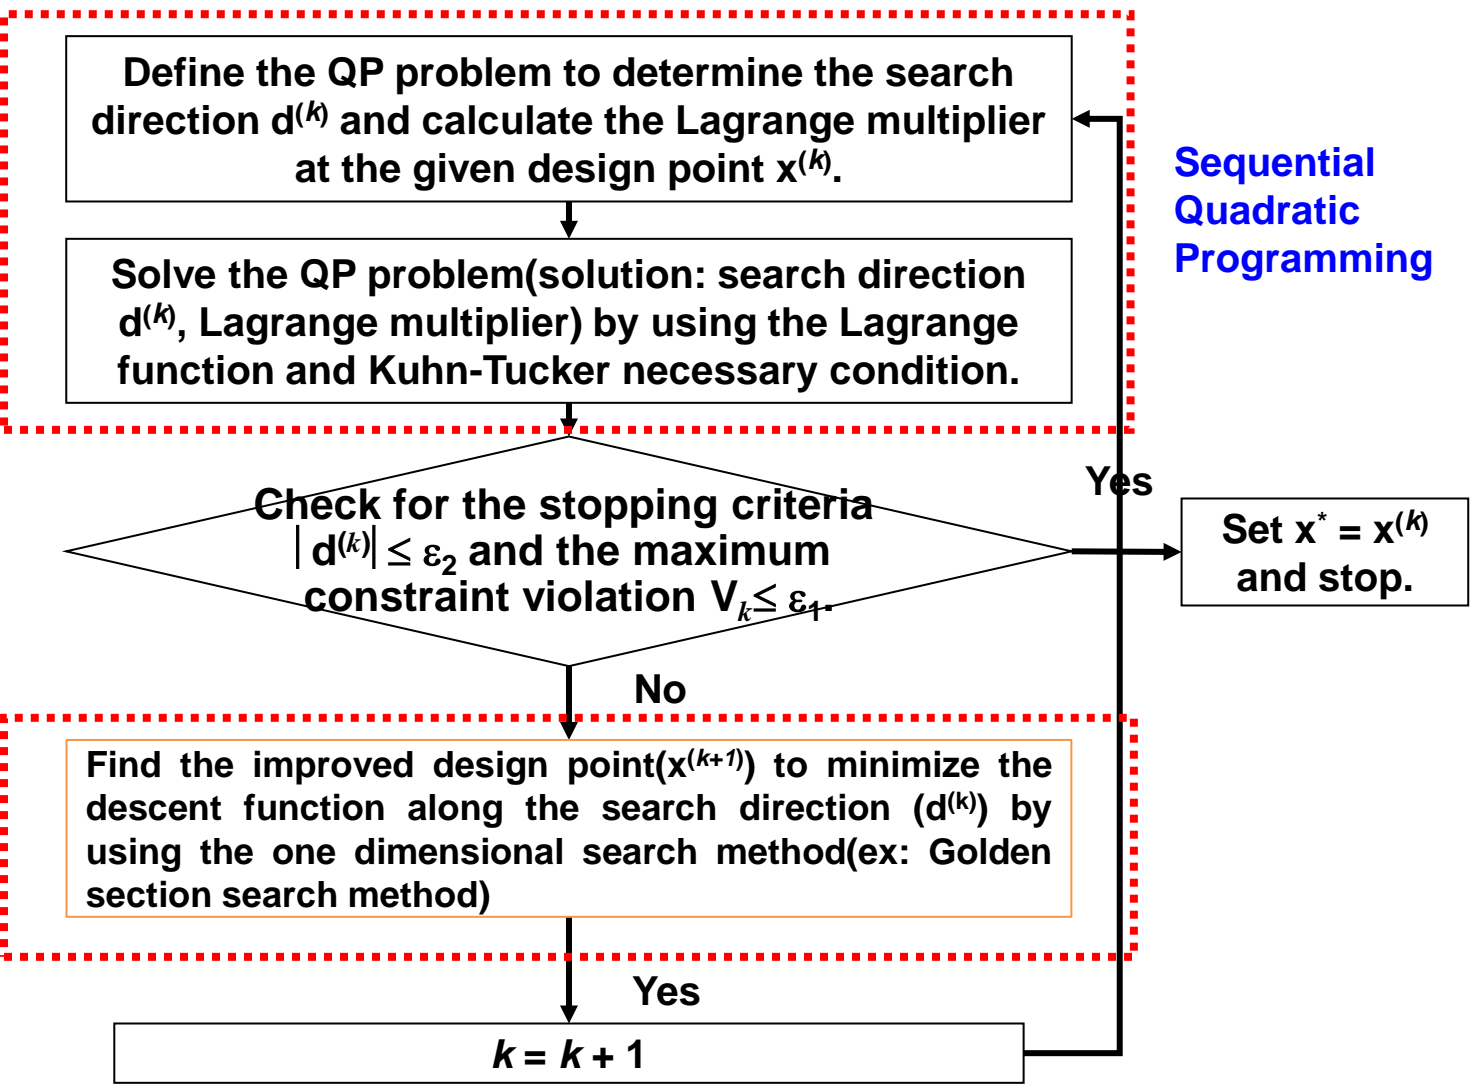 Define the QP problem to determine the search
direction d(k) and calculate the Lagrange multiplier
at the given design point x(k).
Sequential
Quadratic
Programming
Solve the QP problem(solution: search direction
d(k), Lagrange multiplier) by using the Lagrange
function and Kuhn-Tucker necessary condition.
Check for the stopping criteria
|d(k)| ≤ ε2 and the maximum
constraint violation Vk≤ ε1.
Yes
Set x* = x(k)
and stop.
No
Find the improved design point(x(k+1)) to minimize the
descent function along the search direction (d(k)) by
using the one dimensional search method(ex: Golden
section search method)
Yes
k = k + 1